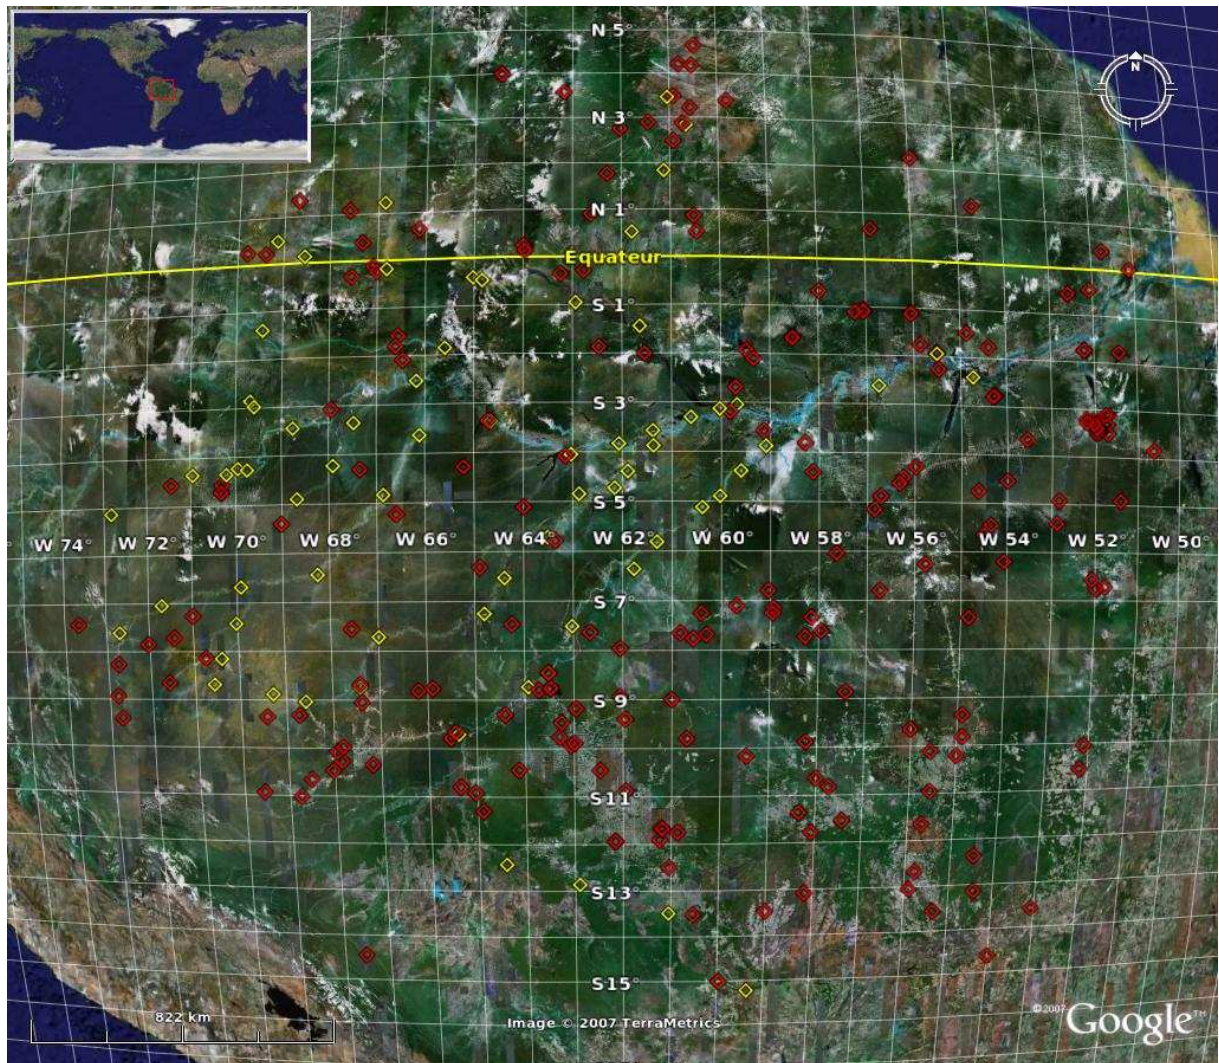 N 5°
N
N 3°
N 1°
Equateur
S 1°
S 3°
S 5°
W 74° W 72° W 70° W 68° W 66° W 64° W 62° W 60° W 58° W 56° W 54° W 52° W 50°
S 7°
S 9°
S11°
S13°
S15°
822 km
Image © 2007 TerraMetrics
©2007 Google™